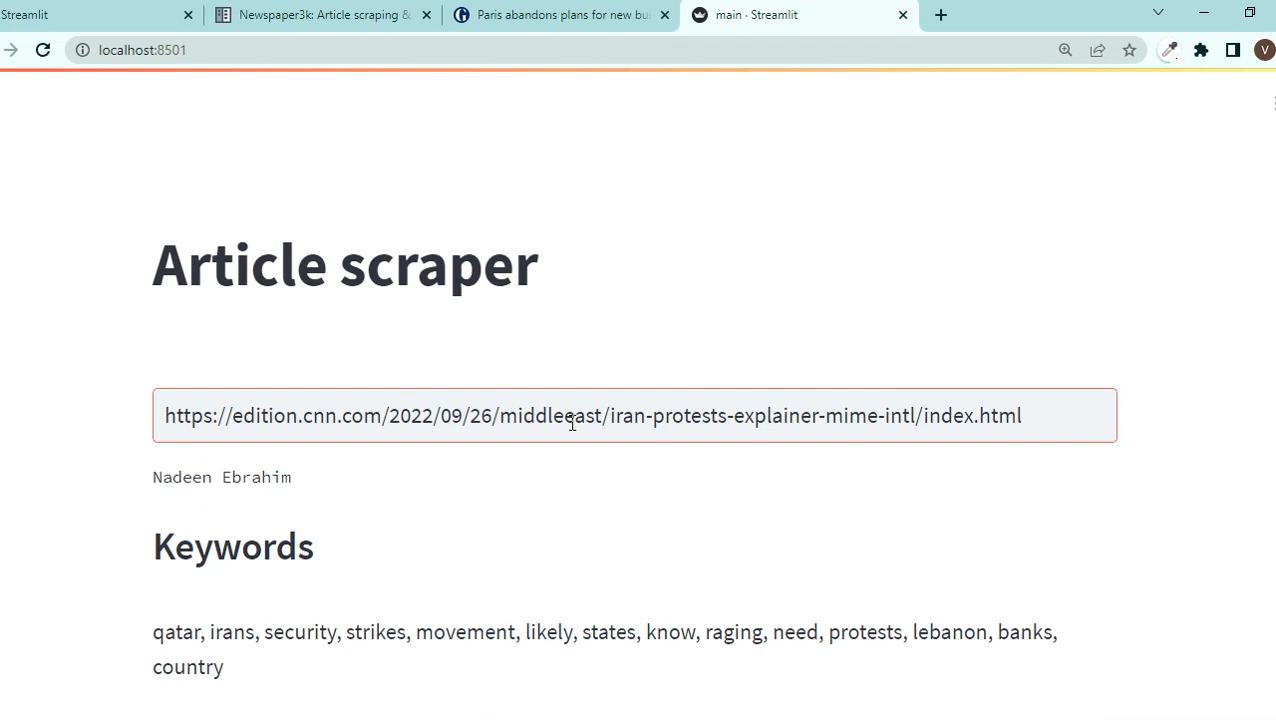 Streamlit
Newspaper3k: Article scraping &
Paris abandons plans for new bu
main · Streamlit
localhost:8501
V
Article scraper
https://edition.cnn.com/2022/09/26/middleeast/iran-protests-explainer-mime-intl/index.html
Nadeen Ebrahim
Keywords
qatar, irans, security, strikes, movement, likely, states, know, raging, need, protests, lebanon, banks,
country